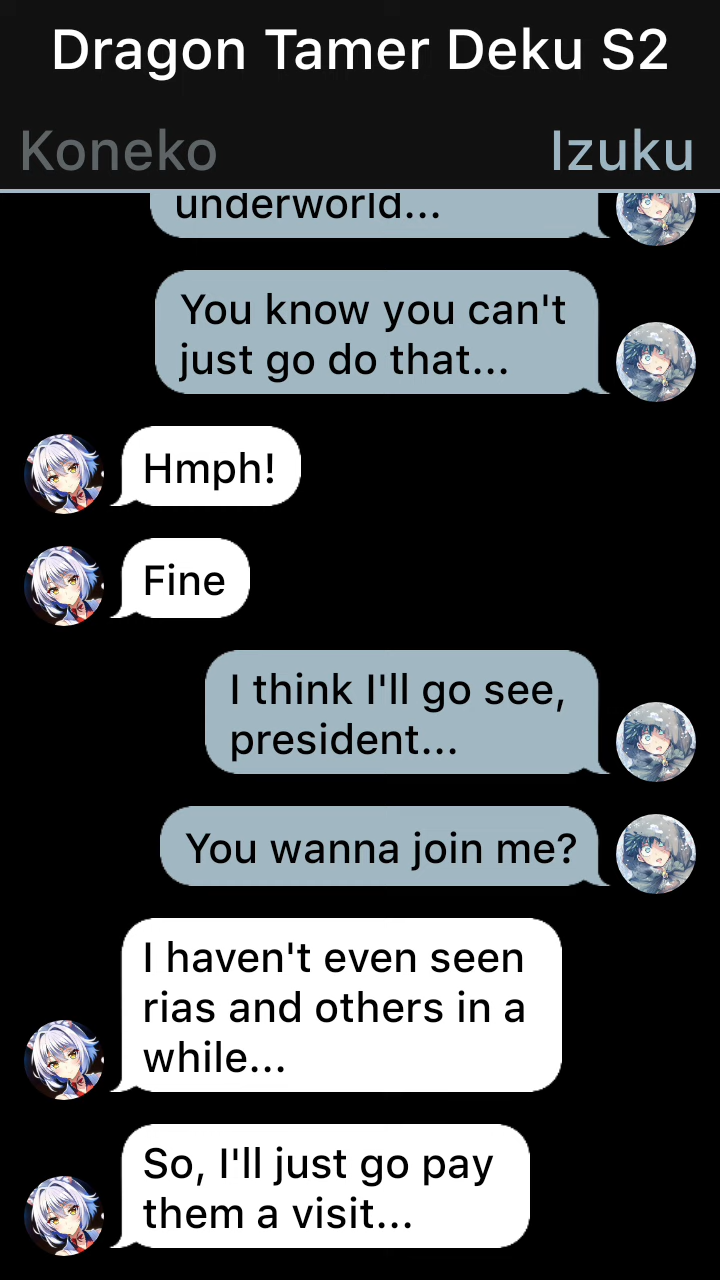 Dragon Tamer Deku S2
Koneko
Izuku
underworld...
You know you can't
just go do that...
Hmph!
Fine
I think I'll go see,
president...
You wanna join me?
I haven't even seen
rias and others in a
while...
So, I'll just go pay
them a visit...